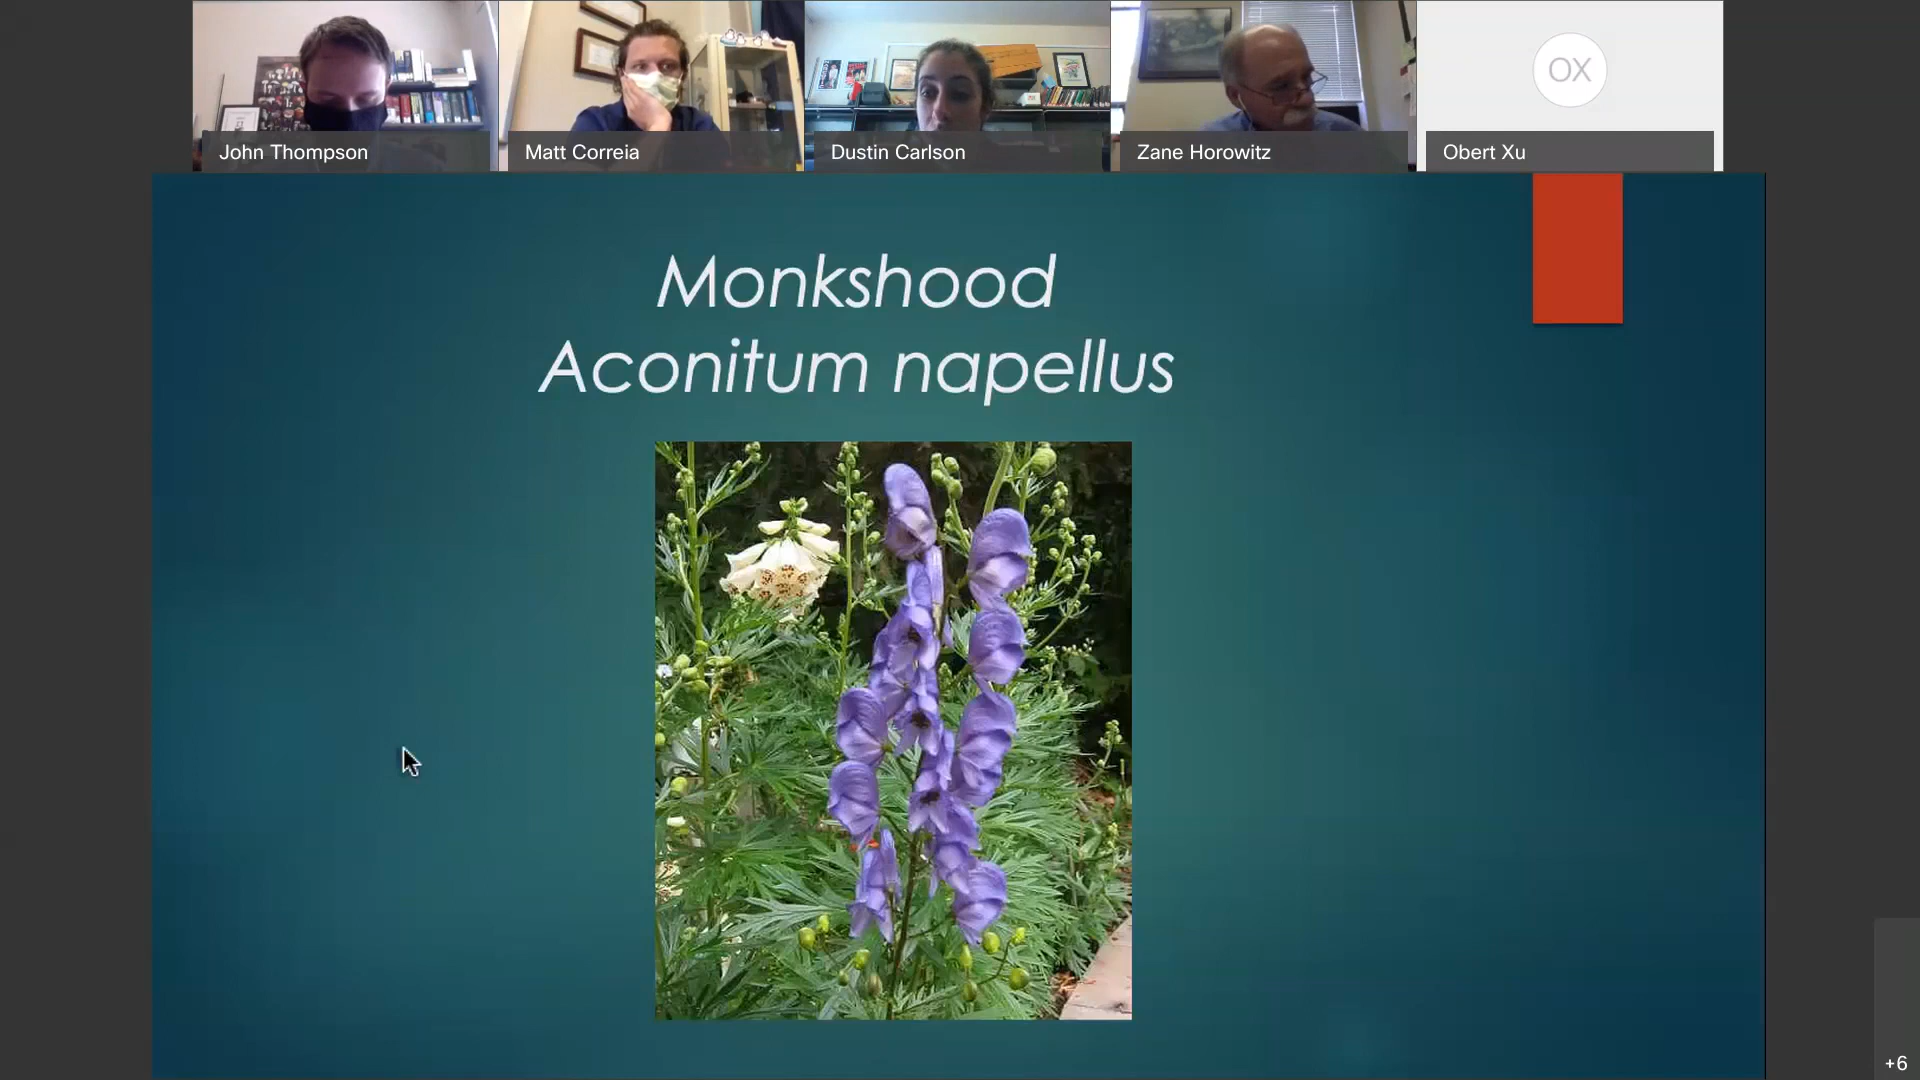 John Thompson
Matt Correia
Dustin Carlson
Zane Horowitz
OX
Obert Xu
Monkshood
Aconitum napellus
+6